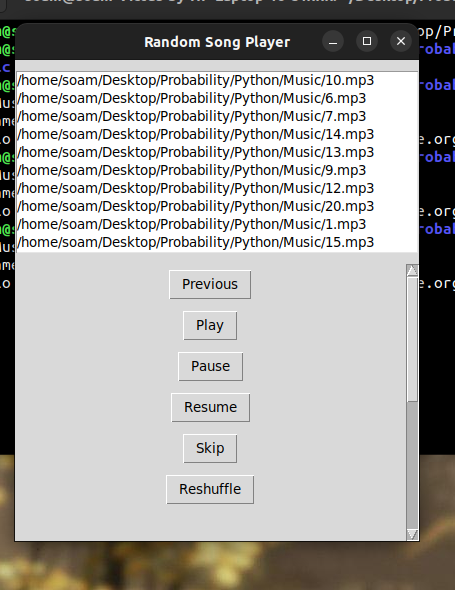 Random Song Player
/home/soam/Desktop/Probability/Python/Music/10.mp3
/home/soam/Desktop/Probability/Python/Music/6.mp3
/home/soam/Desktop/Probability/Python/Music/7.mp3
/home/soam/Desktop/Probability/Python/Music/14.mp3
/home/soam/Desktop/Probability/Python/Music/13.mp3
/home/soam/Desktop/Probability/Python/Music/9.mp3
/home/soam/Desktop/Probability/Python/Music/12.mp3
/home/soam/Desktop/Probability/Python/Music/20.mp3
/home/soam/Desktop/Probability/Python/Music/1.mp3
/home/soam/Desktop/Probability/Python/Music/15.mp3
Previous
Play
Pause
Resume
Skip
Reshuffle